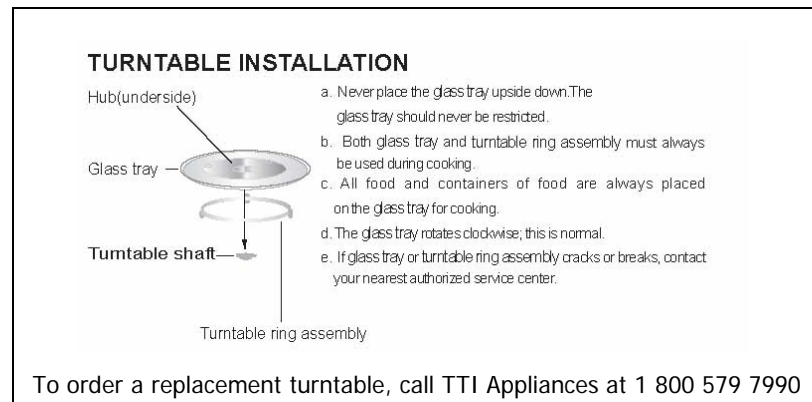 TURNTABLE INSTALLATION
Hub(underside)
Glass tray
Turntable shaft
Turntable ring assembly
a. Never place the glass tray upside down.The
glass tray should never be restricted.
b. Both glass tray and turntable ring assembly must always
be used during cooking.
c. All food and containers of food are always placed
on the glass tray for cooking.
d. The glass tray rotates clockwise; this is normal.
e. If glass tray or turntable ring assembly cracks or breaks, contact
your nearest authorized service center.
To order a replacement turntable, call TTI Appliances at 1 800 579 7990